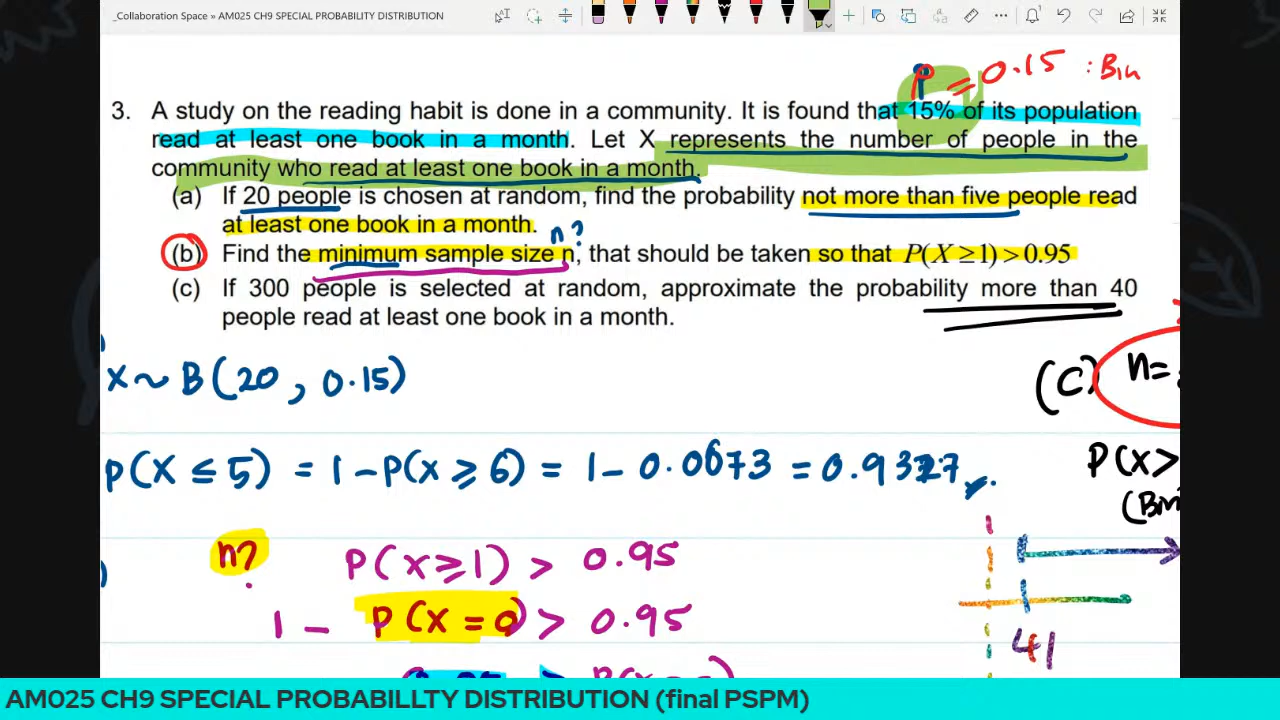 _Collaboration Space » AM025 CH9 SPECIAL PROBABILITY DISTRIBUTION
P = 0.15 : Bin
3. A study on the reading habit is done in a community. It is found that 15% of its population
read at least one book in a month. Let X represents the number of people in the
community who read at least one book in a month.
(a) If 20 people is chosen at random, find the probability not more than five people read
at least one book in a month.
n?
(b) Find the minimum sample size n, that should be taken so that P(X ≥ 1) > 0.95
(c) If 300 people is selected at random, approximate the probability more than 40
people read at least one book in a month.
X ~ B(20, 0.15)
(C) n=
P(X ≤ 5) = 1 - P(X ≥ 6) = 1 - 0.0673 = 0.9327
P(X >
(Bin
n? P(X ≥ 1) > 0.95
1 - P(X = 0) > 0.95
41
AM025 CH9 SPECIAL PROBABILLTY DISTRIBUTION (final PSPM)